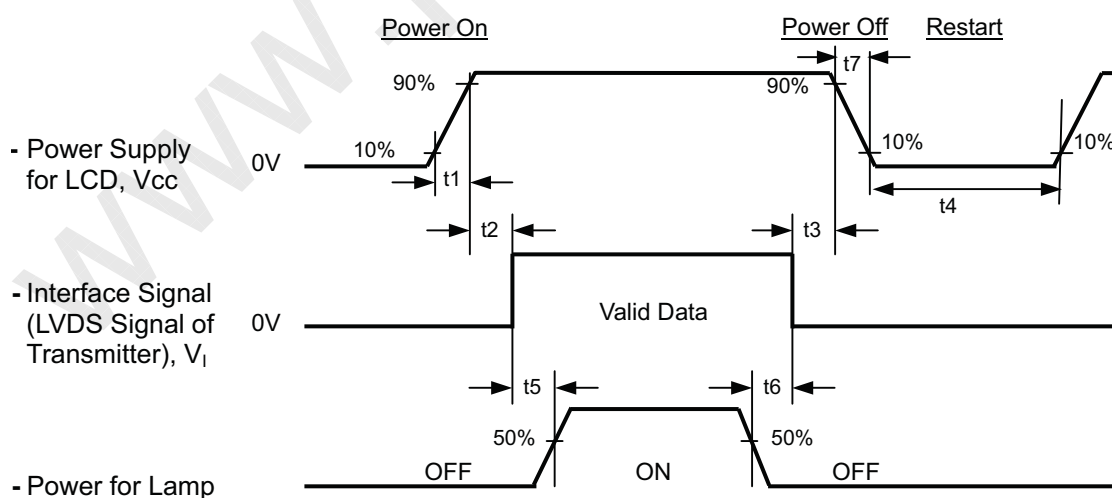 Power On
Power Off
Restart
t7
90%
90%
- Power Supply
for LCD, Vcc
0V
10%
10%
10%
t1
t4
t2
t3
- Interface Signal
(LVDS Signal of
Transmitter), VI
0V
Valid Data
t5
t6
50%
50%
- Power for Lamp
OFF
ON
OFF